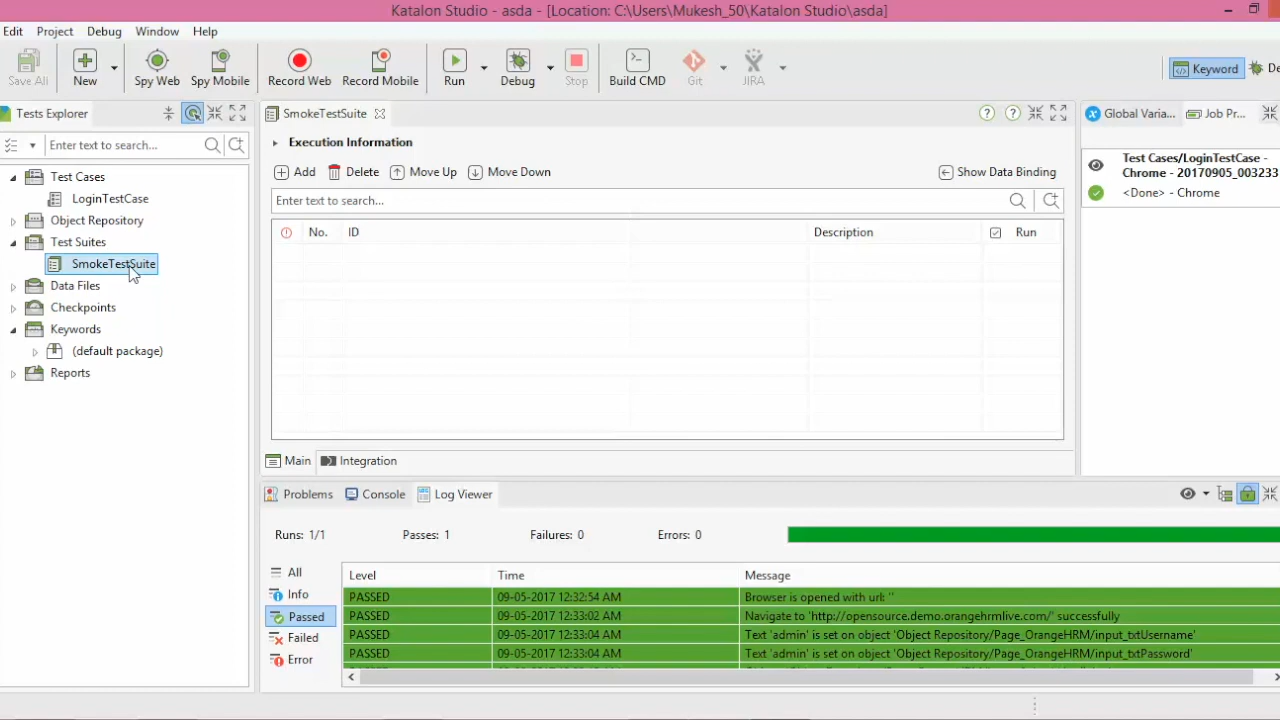 Katalon Studio - asda - [Location: C:\Users\Mukesh_50\Katalon Studio\asda]
Edit Project Debug Window Help
Save All New Spy Web Spy Mobile Record Web Record Mobile Run Debug Stop Build CMD Git JIRA Keyword De
Tests Explorer
Enter text to search...
Test Cases
LoginTestCase
Object Repository
Test Suites
SmokeTestSuite
Data Files
Checkpoints
Keywords
(default package)
Reports
SmokeTestSuite
Execution Information
Add Delete Move Up Move Down Show Data Binding
Enter text to search...
No. ID Description Run
Main Integration
Global Varia... Job Pr...
Test Cases/LoginTestCase -
Chrome - 20170905_003233
<Done> - Chrome
Problems Console Log Viewer
Runs: 1/1 Passes: 1 Failures: 0 Errors: 0
All
Info
Passed
Failed
Error
Level Time Message
PASSED 09-05-2017 12:32:54 AM Browser is opened with url: ''
PASSED 09-05-2017 12:33:02 AM Navigate to 'http://opensource.demo.orangehrmlive.com/' successfully
PASSED 09-05-2017 12:33:04 AM Text 'admin' is set on object 'Object Repository/Page_OrangeHRM/input_txtUsername'
PASSED 09-05-2017 12:33:04 AM Text 'admin' is set on object 'Object Repository/Page_OrangeHRM/input_txtPassword'